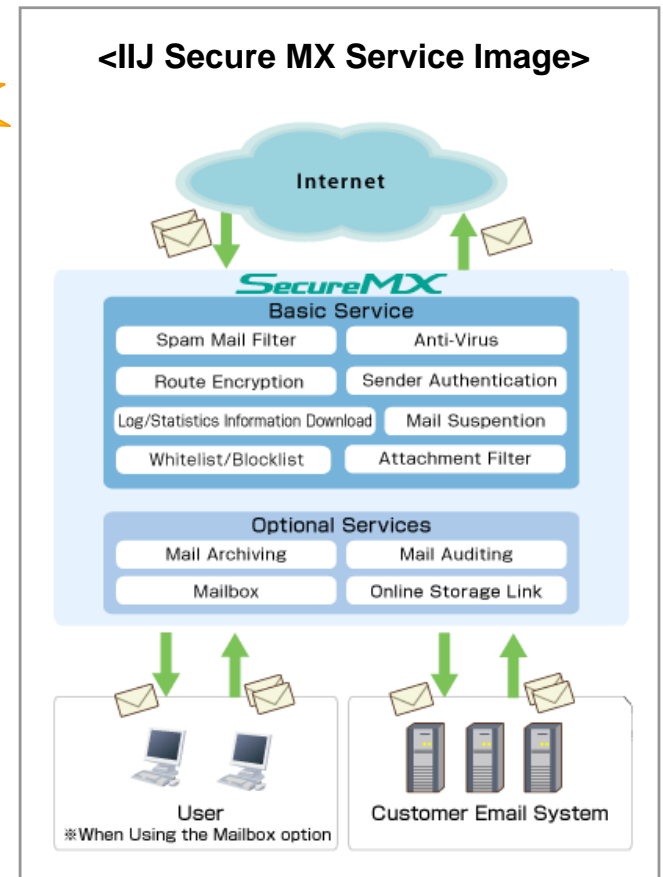 <IIJ Secure MX Service Image>
Internet
SecureMX
Basic Service
Spam Mail Filter
Anti-Virus
Route Encryption
Sender Authentication
Log/Statistics Information Download
Mail Suspention
Whitelist/Blocklist
Attachment Filter
Optional Services
Mail Archiving
Mail Auditing
Mailbox
Online Storage Link
User
※When Using the Mailbox option
Customer Email System